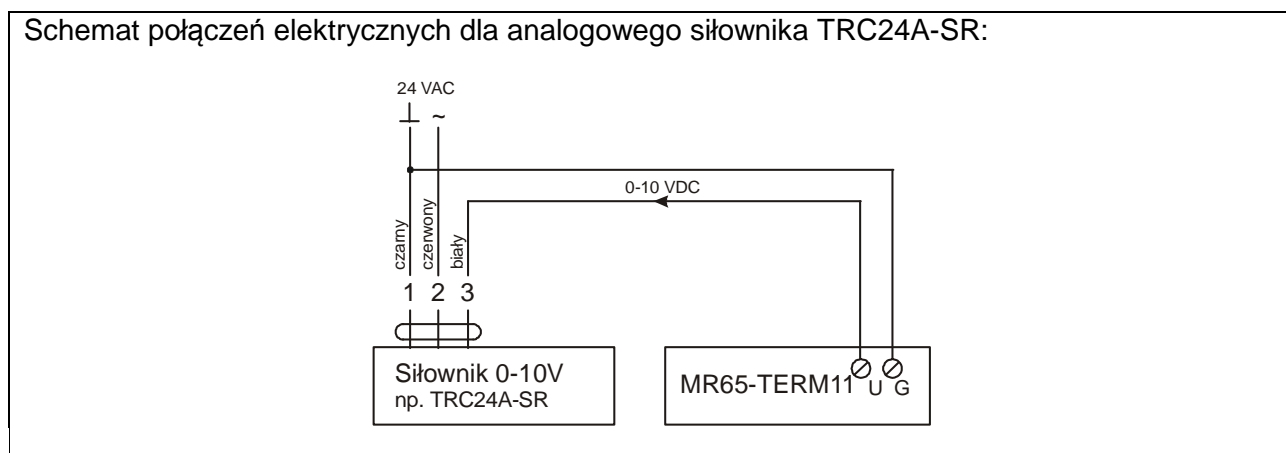 Schemat połączeń elektrycznych dla analogowego siłownika TRC24A-SR:
24 VAC
~
0-10 VDC
czarny
czerwony
biały
1 2 3
Siłownik 0-10V
np. TRC24A-SR
MR65-TERM11
U G